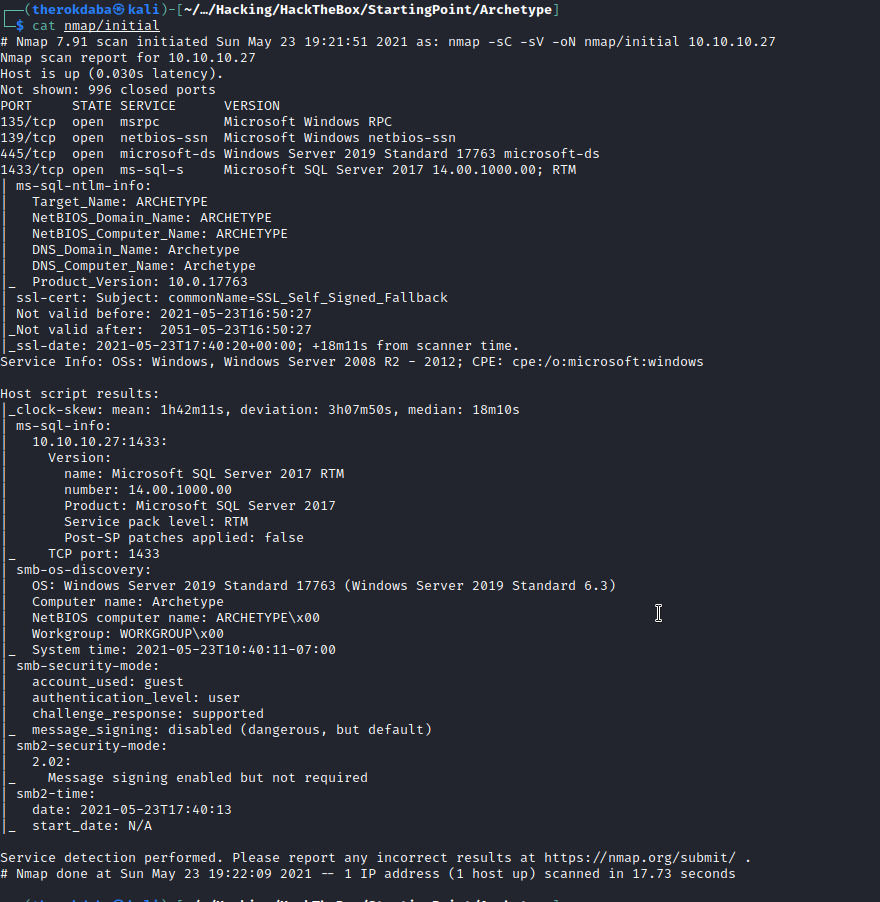 ┌──(therokdaba㉿kali)-[~/…/Hacking/HackTheBox/StartingPoint/Archetype]
└─$ cat nmap/initial
# Nmap 7.91 scan initiated Sun May 23 19:21:51 2021 as: nmap -sC -sV -oN nmap/initial 10.10.10.27
Nmap scan report for 10.10.10.27
Host is up (0.030s latency).
Not shown: 996 closed ports
PORT     STATE SERVICE      VERSION
135/tcp  open  msrpc        Microsoft Windows RPC
139/tcp  open  netbios-ssn  Microsoft Windows netbios-ssn
445/tcp  open  microsoft-ds Windows Server 2019 Standard 17763 microsoft-ds
1433/tcp open  ms-sql-s     Microsoft SQL Server 2017 14.00.1000.00; RTM
| ms-sql-ntlm-info:
|   Target_Name: ARCHETYPE
|   NetBIOS_Domain_Name: ARCHETYPE
|   NetBIOS_Computer_Name: ARCHETYPE
|   DNS_Domain_Name: Archetype
|   DNS_Computer_Name: Archetype
|_  Product_Version: 10.0.17763
| ssl-cert: Subject: commonName=SSL_Self_Signed_Fallback
| Not valid before: 2021-05-23T16:50:27
|_Not valid after:  2051-05-23T16:50:27
|_ssl-date: 2021-05-23T17:40:20+00:00; +18m11s from scanner time.
Service Info: OSs: Windows, Windows Server 2008 R2 - 2012; CPE: cpe:/o:microsoft:windows

Host script results:
|_clock-skew: mean: 1h42m11s, deviation: 3h07m50s, median: 18m10s
| ms-sql-info:
|   10.10.10.27:1433:
|     Version:
|       name: Microsoft SQL Server 2017 RTM
|       number: 14.00.1000.00
|       Product: Microsoft SQL Server 2017
|       Service pack level: RTM
|       Post-SP patches applied: false
|_    TCP port: 1433
| smb-os-discovery:
|   OS: Windows Server 2019 Standard 17763 (Windows Server 2019 Standard 6.3)
|   Computer name: Archetype
|   NetBIOS computer name: ARCHETYPE\x00
|   Workgroup: WORKGROUP\x00
|_  System time: 2021-05-23T10:40:11-07:00
| smb-security-mode:
|   account_used: guest
|   authentication_level: user
|   challenge_response: supported
|_  message_signing: disabled (dangerous, but default)
| smb2-security-mode:
|   2.02:
|_    Message signing enabled but not required
| smb2-time:
|   date: 2021-05-23T17:40:13
|_  start_date: N/A

Service detection performed. Please report any incorrect results at https://nmap.org/submit/ .
# Nmap done at Sun May 23 19:22:09 2021 -- 1 IP address (1 host up) scanned in 17.73 seconds